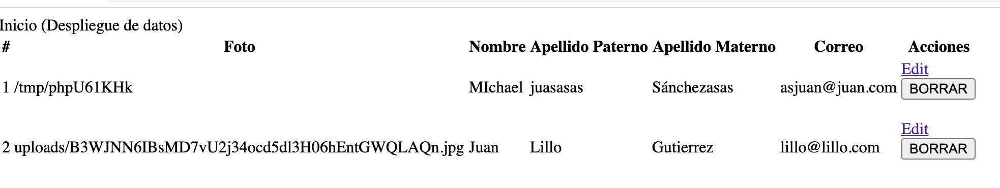 Inicio (Despliegue de datos)
# Foto Nombre Apellido Paterno Apellido Materno Correo Acciones
Edit
1 /tmp/phpU61KHk MIchael juasasas Sánchezasas asjuan@juan.com BORRAR
Edit
2 uploads/B3WJNN6IBsMD7vU2j34ocd5dl3H06hEntGWQLAQn.jpg Juan Lillo Gutierrez lillo@lillo.com BORRAR